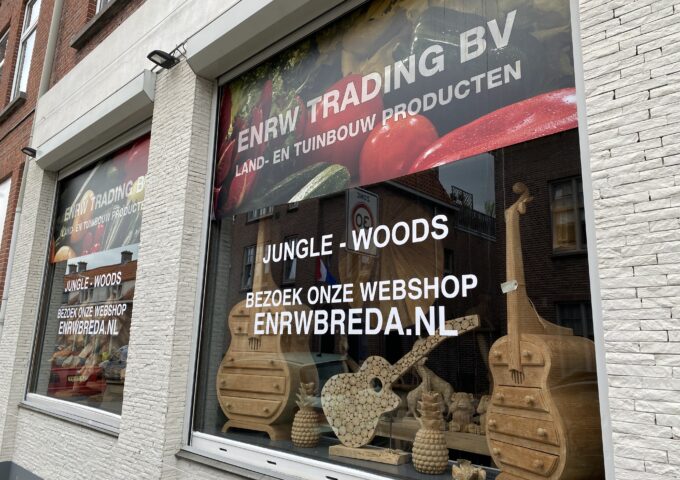 ENRW TRADING BV
LAND- EN TUINBOUW PRODUCTEN
JUNGLE - WOODS
BEZOEK ONZE WEBSHOP
ENRWBREDA.NL
ENRW TRADING BV
LAND- EN TUINBOUW PRODUCTEN
JUNGLE - WOODS
BEZOEK ONZE WEBSHOP
ENRWBREDA.NL